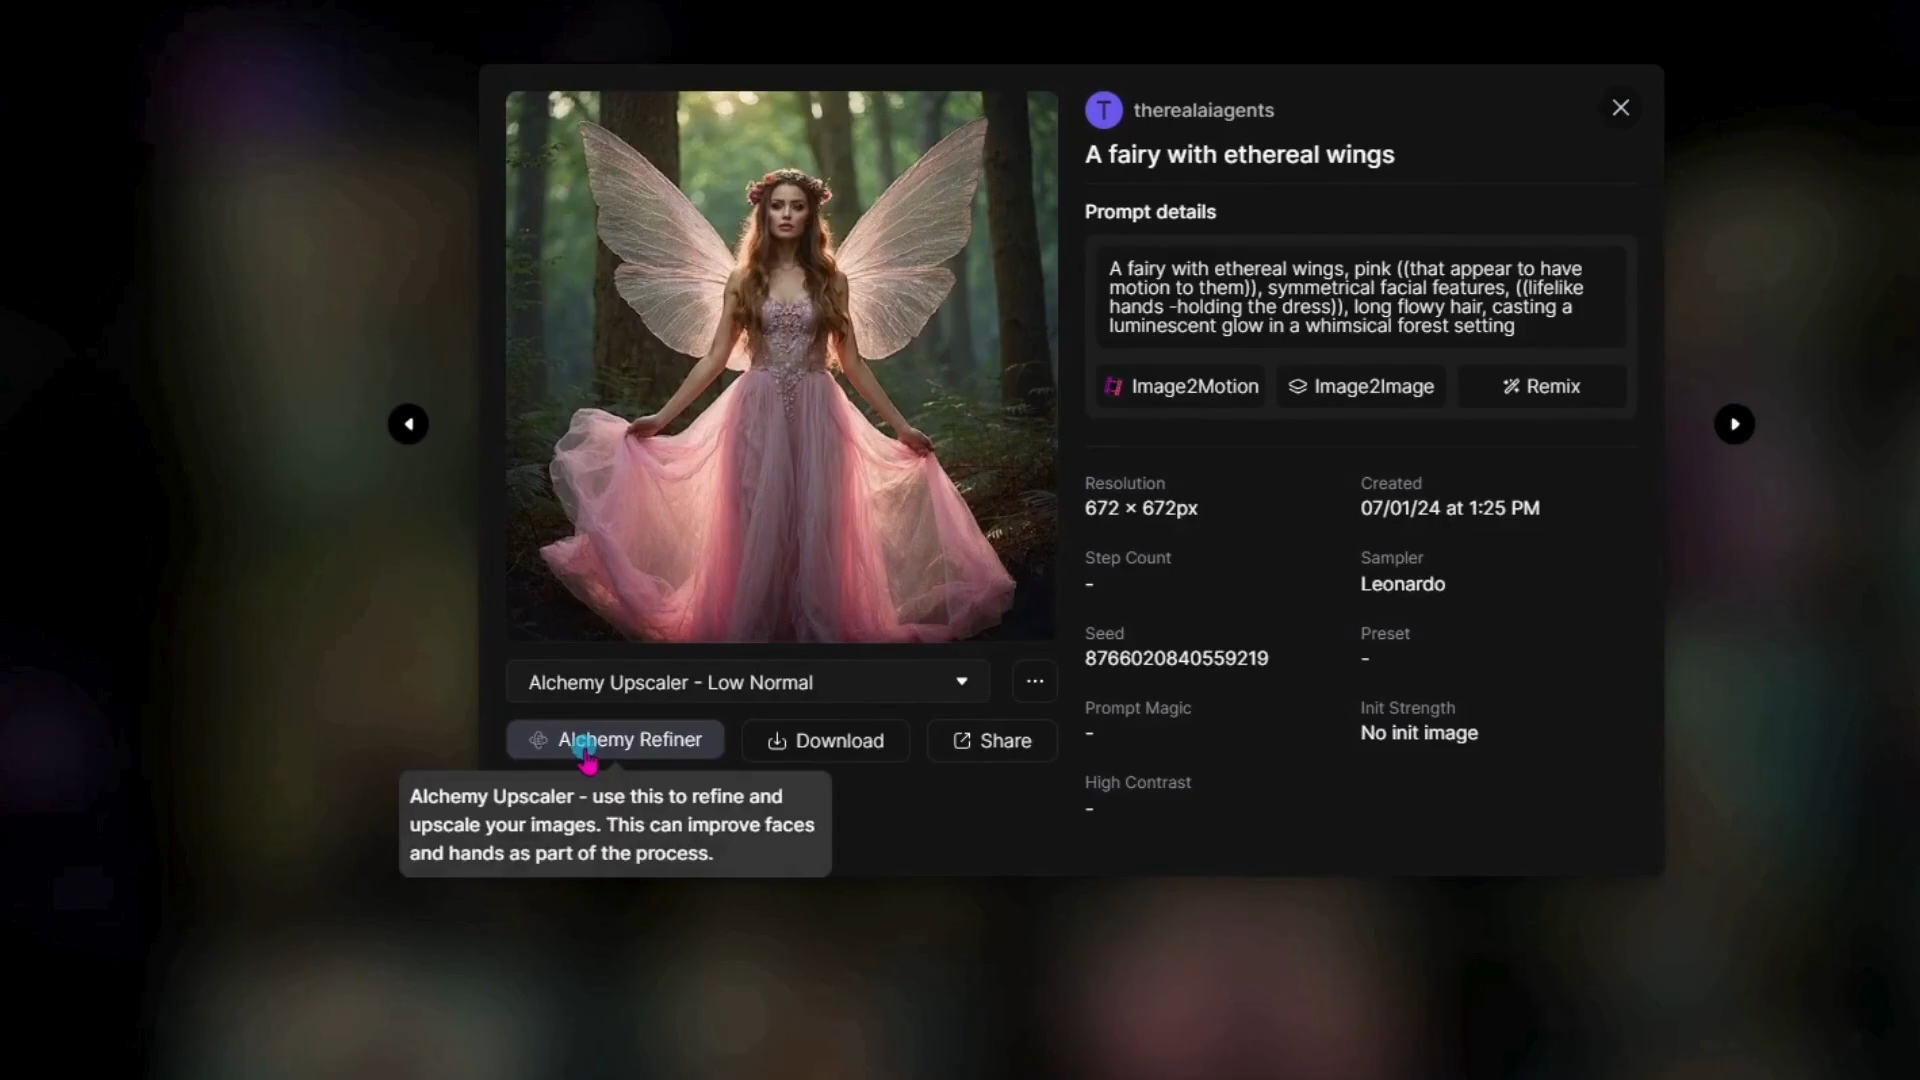 T therealaiagents
A fairy with ethereal wings
Prompt details
A fairy with ethereal wings, pink ((that appear to have
motion to them)), symmetrical facial features, ((lifelike
hands -holding the dress)), long flowy hair, casting a
luminescent glow in a whimsical forest setting
Image2Motion Image2Image Remix
Resolution Created
672 × 672px 07/01/24 at 1:25 PM
Step Count Sampler
- Leonardo
Seed Preset
8766020840559219 -
Prompt Magic Init Strength
- No init image
High Contrast
-
Alchemy Upscaler - Low Normal
Alchemy Refiner Download Share
Alchemy Upscaler - use this to refine and
upscale your images. This can improve faces
and hands as part of the process.